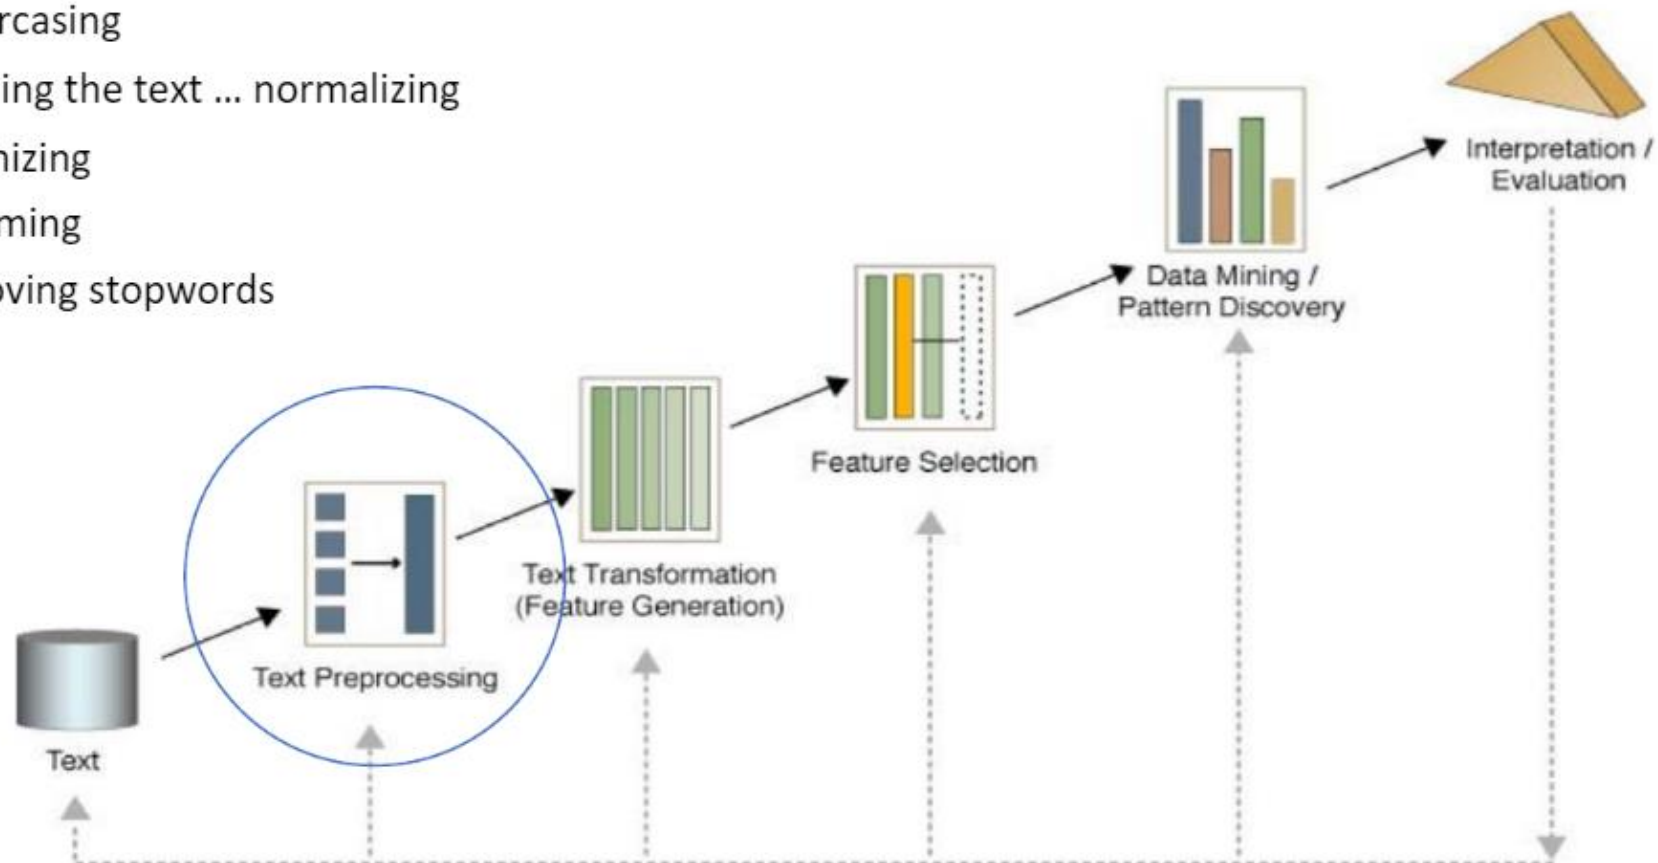 rcasing
ing the text ... normalizing
nizing
ming
oving stopwords
Interpretation /
Evaluation
Data Mining /
Pattern Discovery
Feature Selection
Text Transformation
(Feature Generation)
Text Preprocessing
Text